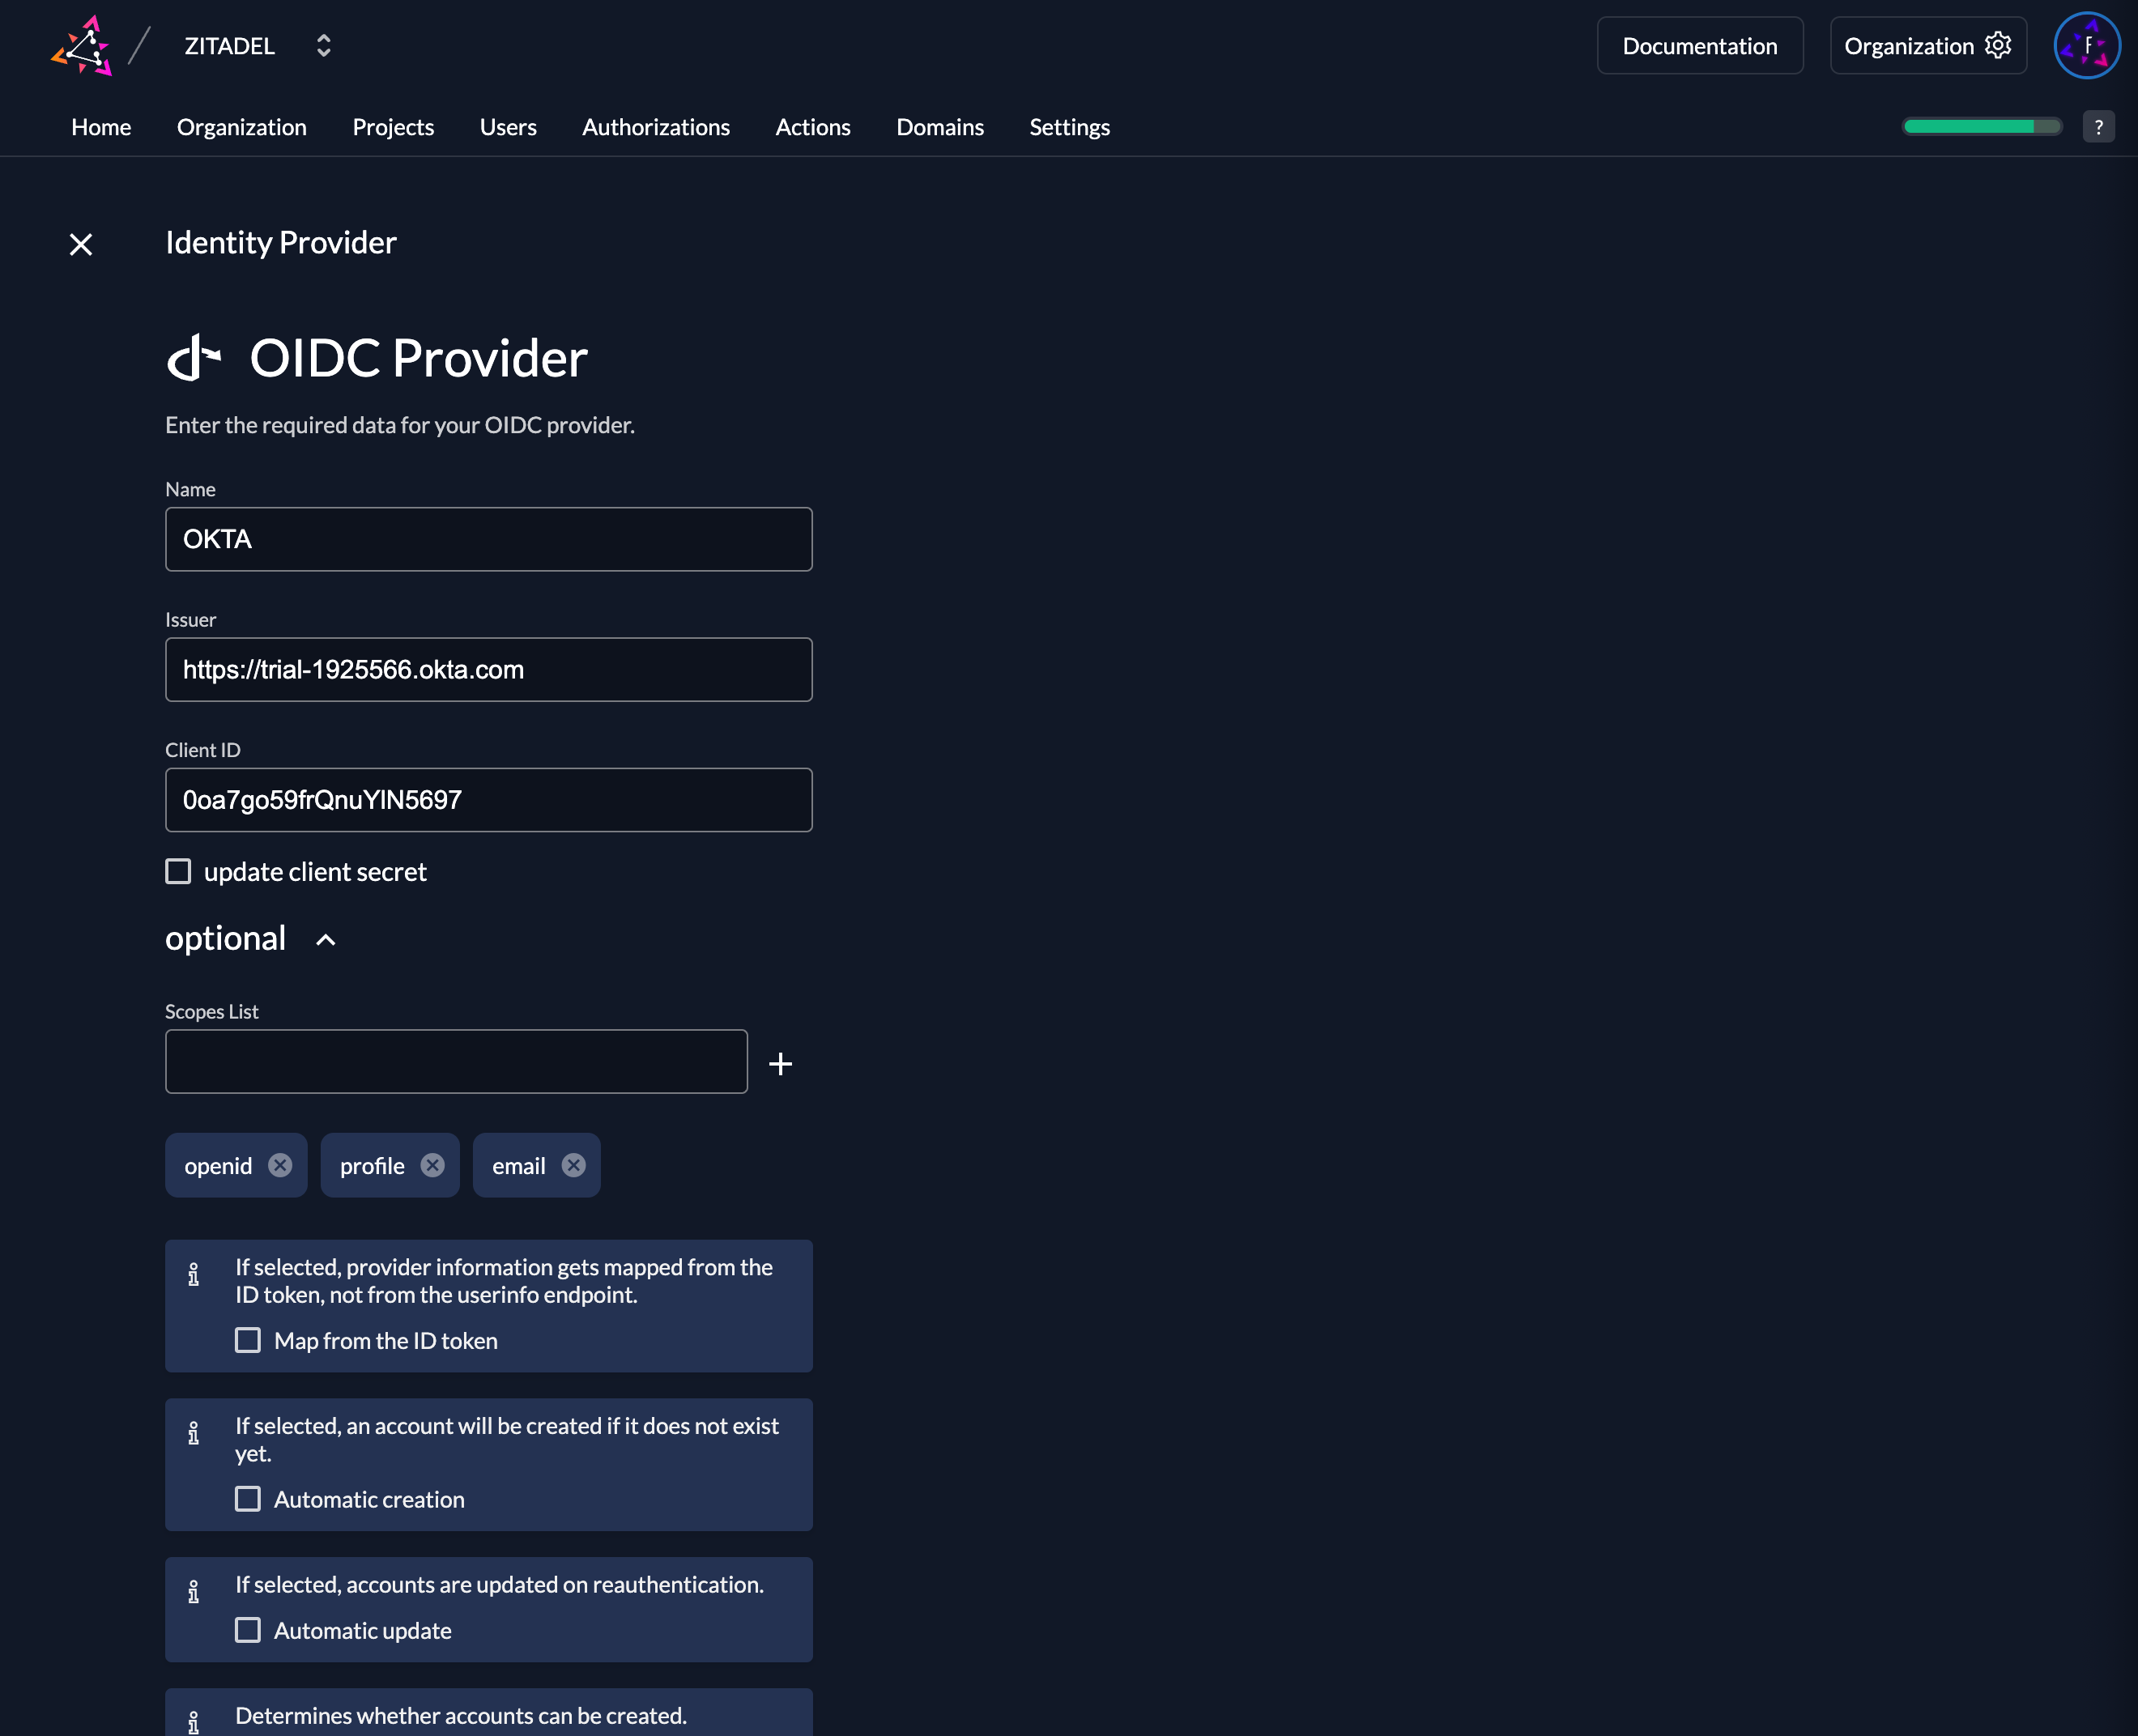 ZITADEL
Documentation
Organization
F
Home
Organization
Projects
Users
Authorizations
Actions
Domains
Settings
?
Identity Provider
OIDC Provider
Enter the required data for your OIDC provider.
Name
OKTA
Issuer
https://trial-1925566.okta.com
Client ID
0oa7go59frQnuYlN5697
update client secret
optional
Scopes List
openid
profile
email
If selected, provider information gets mapped from the
ID token, not from the userinfo endpoint.
Map from the ID token
If selected, an account will be created if it does not exist
yet.
Automatic creation
If selected, accounts are updated on reauthentication.
Automatic update
Determines whether accounts can be created.